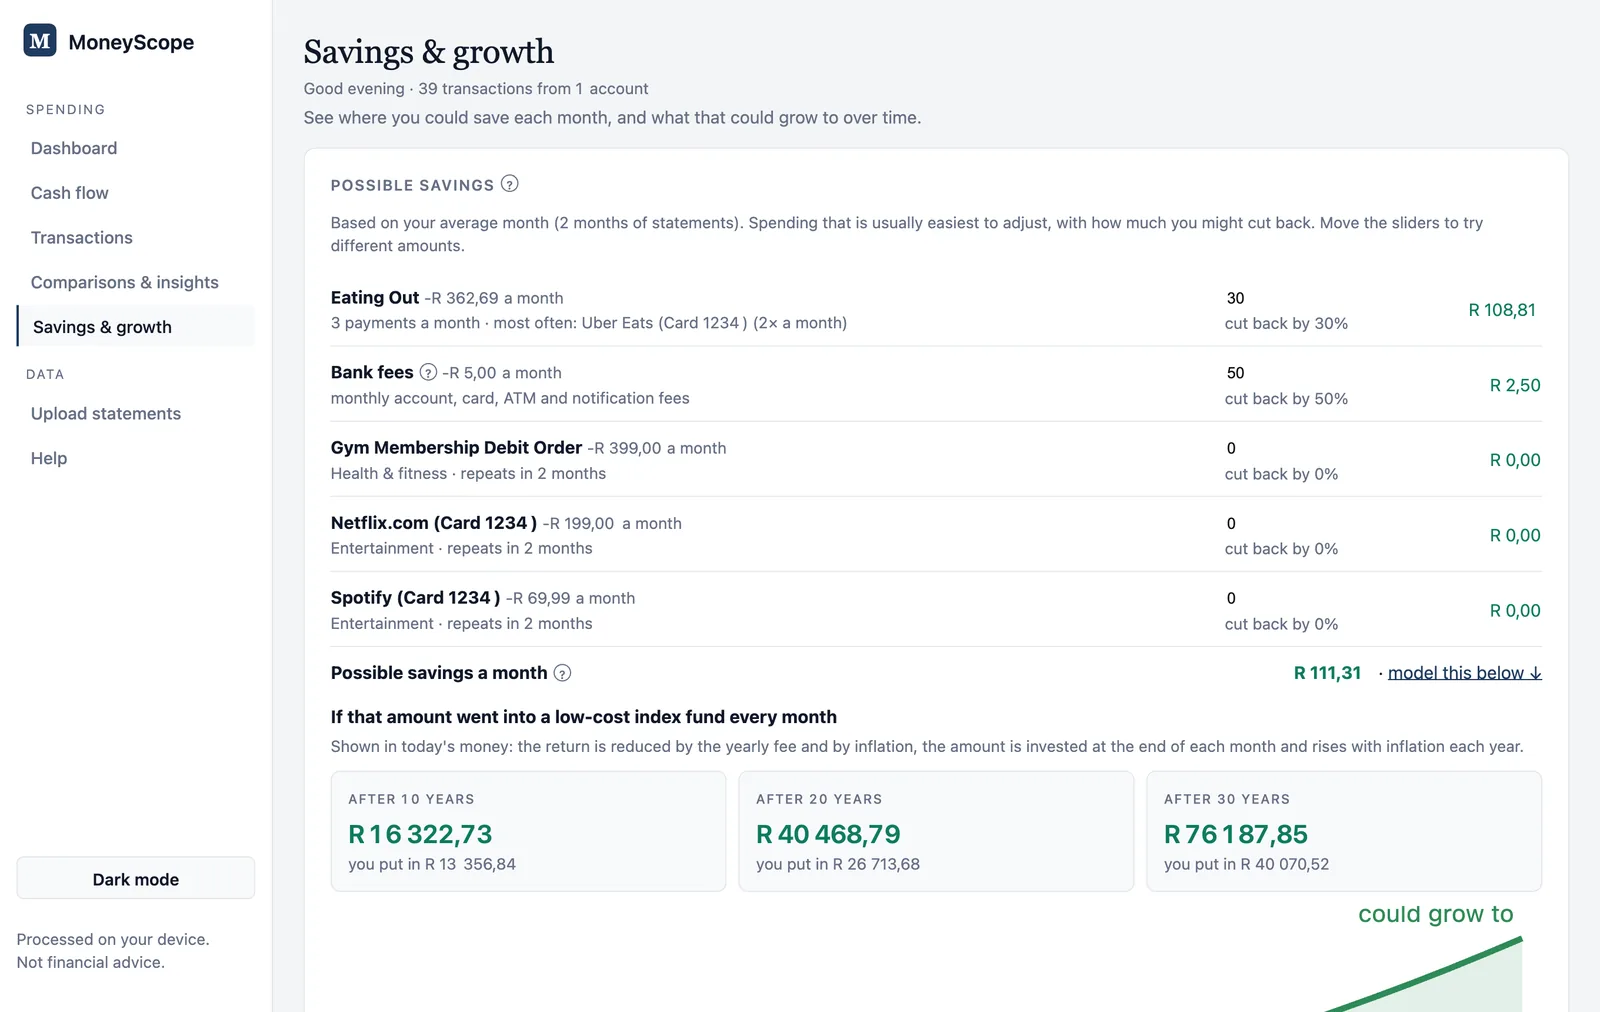 M MoneyScope
SPENDING
Dashboard
Cash flow
Transactions
Comparisons & insights
Savings & growth
DATA
Upload statements
Help
Dark mode
Processed on your device.
Not financial advice.
Savings & growth
Good evening · 39 transactions from 1 account
See where you could save each month, and what that could grow to over time.
POSSIBLE SAVINGS ?
Based on your average month (2 months of statements). Spending that is usually easiest to adjust, with how much you might cut back. Move the sliders to try
different amounts.
Eating Out -R 362,69 a month
3 payments a month · most often: Uber Eats (Card 1234 ) (2× a month)
30
cut back by 30%
R 108,81
Bank fees ? -R 5,00 a month
monthly account, card, ATM and notification fees
50
cut back by 50%
R 2,50
Gym Membership Debit Order -R 399,00 a month
Health & fitness · repeats in 2 months
0
cut back by 0%
R 0,00
Netflix.com (Card 1234 ) -R 199,00 a month
Entertainment · repeats in 2 months
0
cut back by 0%
R 0,00
Spotify (Card 1234 ) -R 69,99 a month
Entertainment · repeats in 2 months
0
cut back by 0%
R 0,00
Possible savings a month ? R 111,31 · model this below ↓
If that amount went into a low-cost index fund every month
Shown in today's money: the return is reduced by the yearly fee and by inflation, the amount is invested at the end of each month and rises with inflation each year.
AFTER 10 YEARS
R 16 322,73
you put in R 13 356,84
AFTER 20 YEARS
R 40 468,79
you put in R 26 713,68
AFTER 30 YEARS
R 76 187,85
you put in R 40 070,52
could grow to